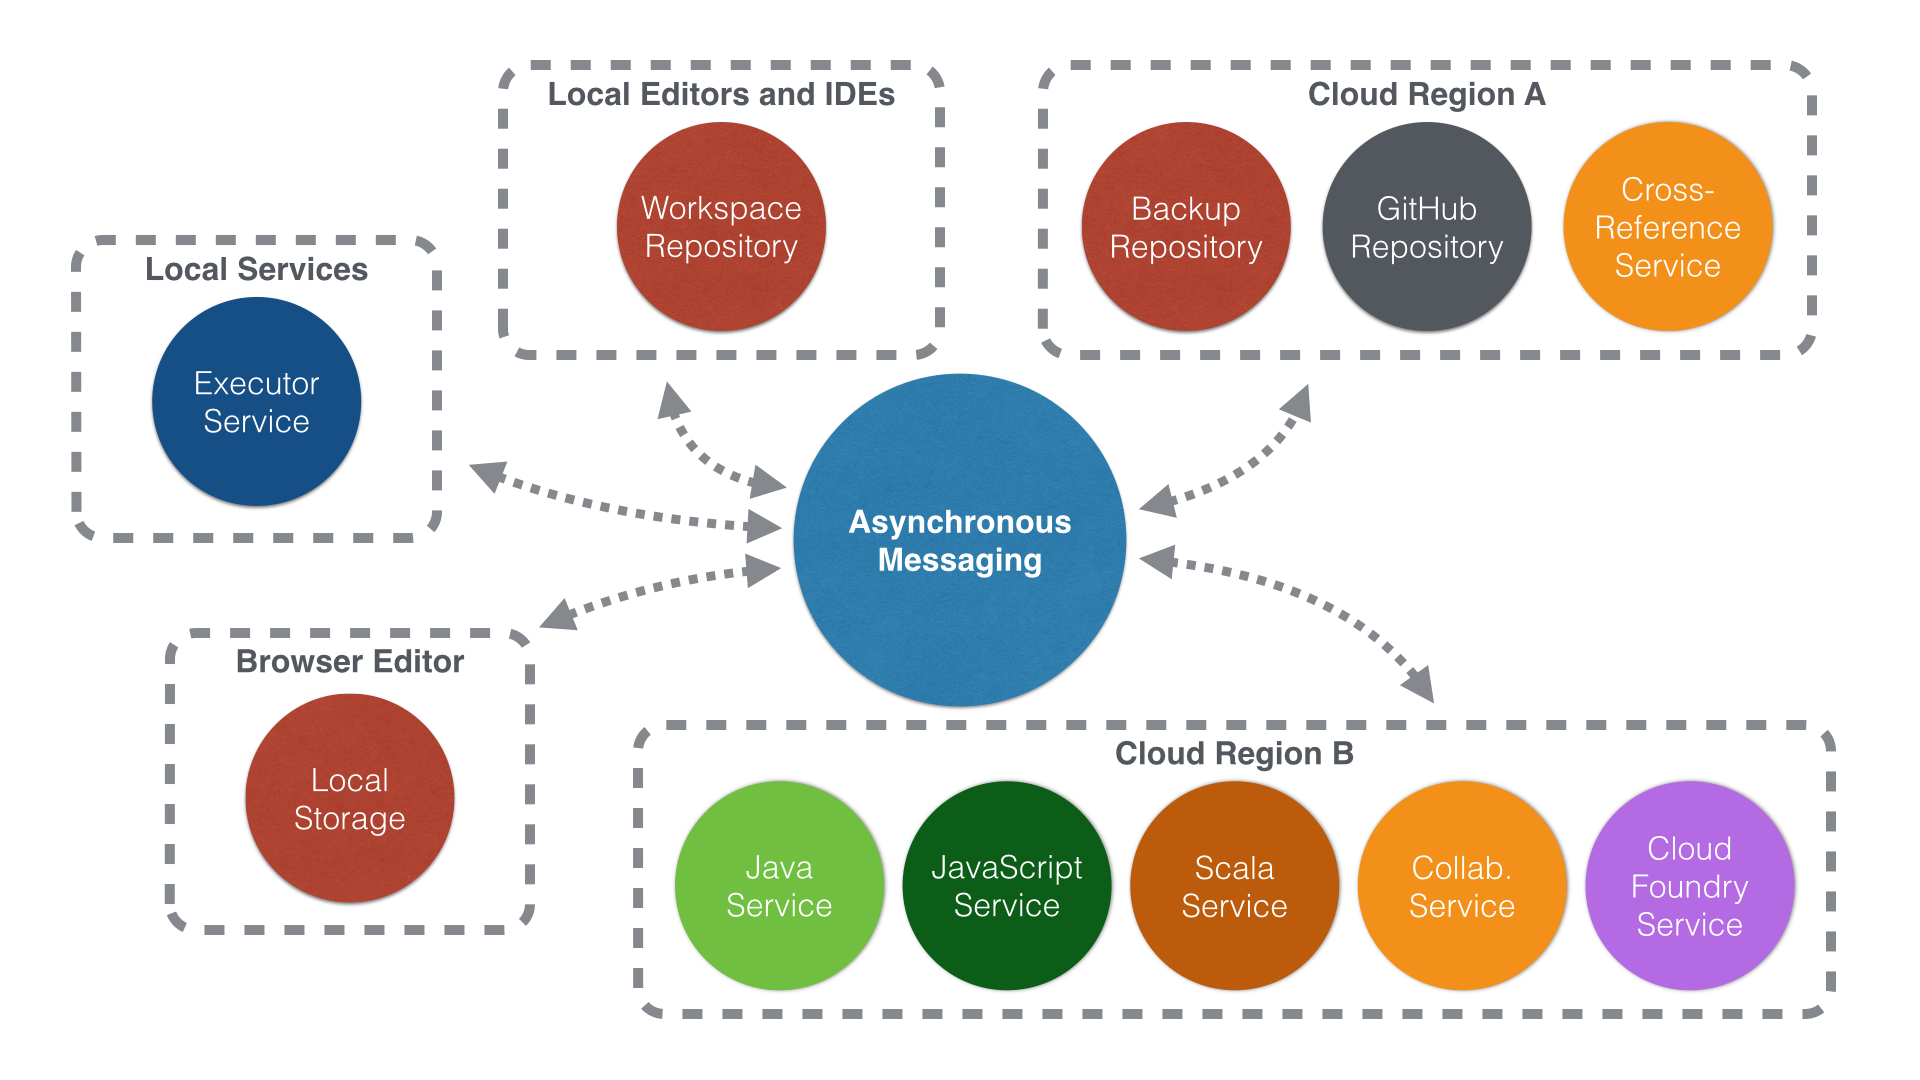 Local Editors and IDEs
Workspace
Repository
Cloud Region A
Backup
Repository
GitHub
Repository
Cross-
Reference
Service
Local Services
Executor
Service
Asynchronous
Messaging
Browser Editor
Local
Storage
Cloud Region B
Java
Service
JavaScript
Service
Scala
Service
Collab.
Service
Cloud
Foundry
Service